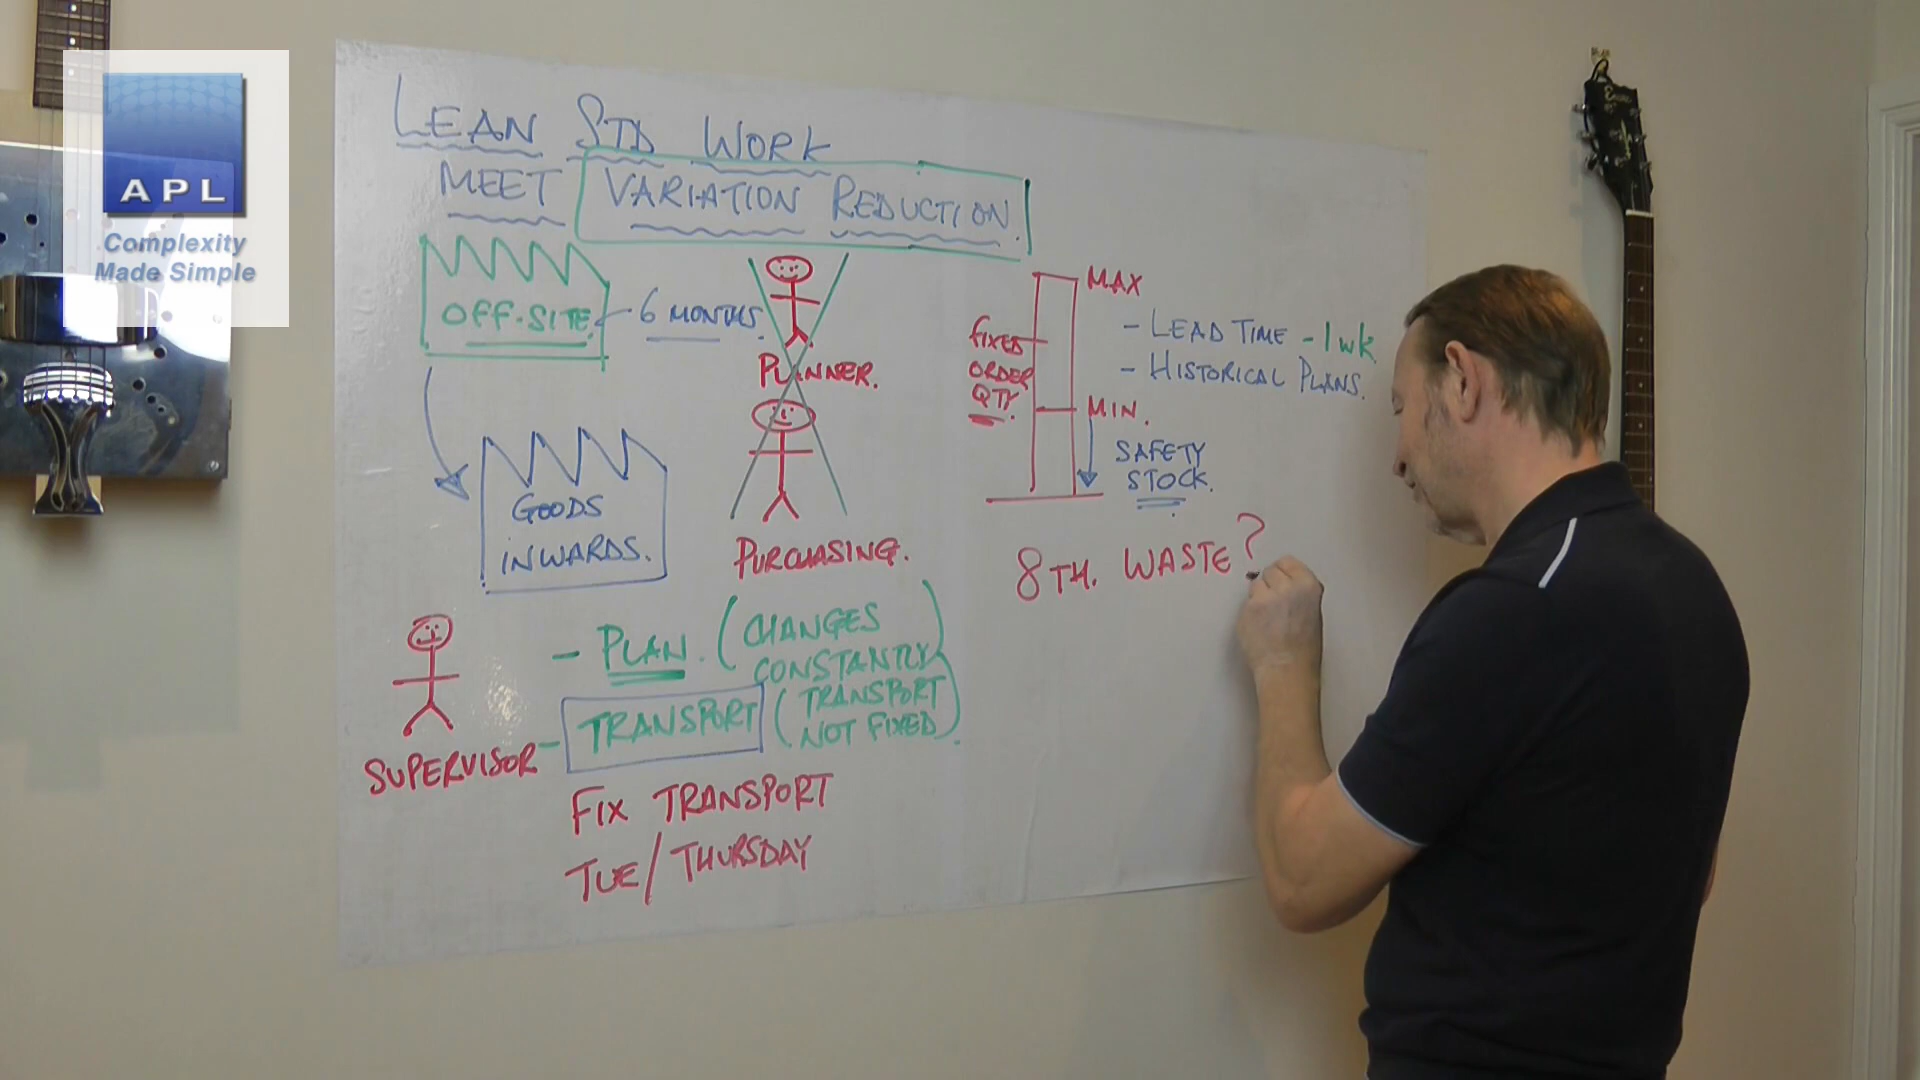 APL
Complexity
Made Simple
LEAN STD WORK
MEET VARIATION REDUCTION.
OFF-SITE
6 MONTHS.
PLANNER.
PURCHASING.
GOODS
INWARDS.
MAX
FIXED
ORDER
QTY.
- LEAD TIME - 1 wk
- HISTORICAL PLANS.
MIN.
SAFETY
STOCK.
8TH. WASTE?
SUPERVISOR
- PLAN. (CHANGES
CONSTANTLY)
- TRANSPORT (TRANSPORT
NOT FIXED).
FIX TRANSPORT
TUE/THURSDAY